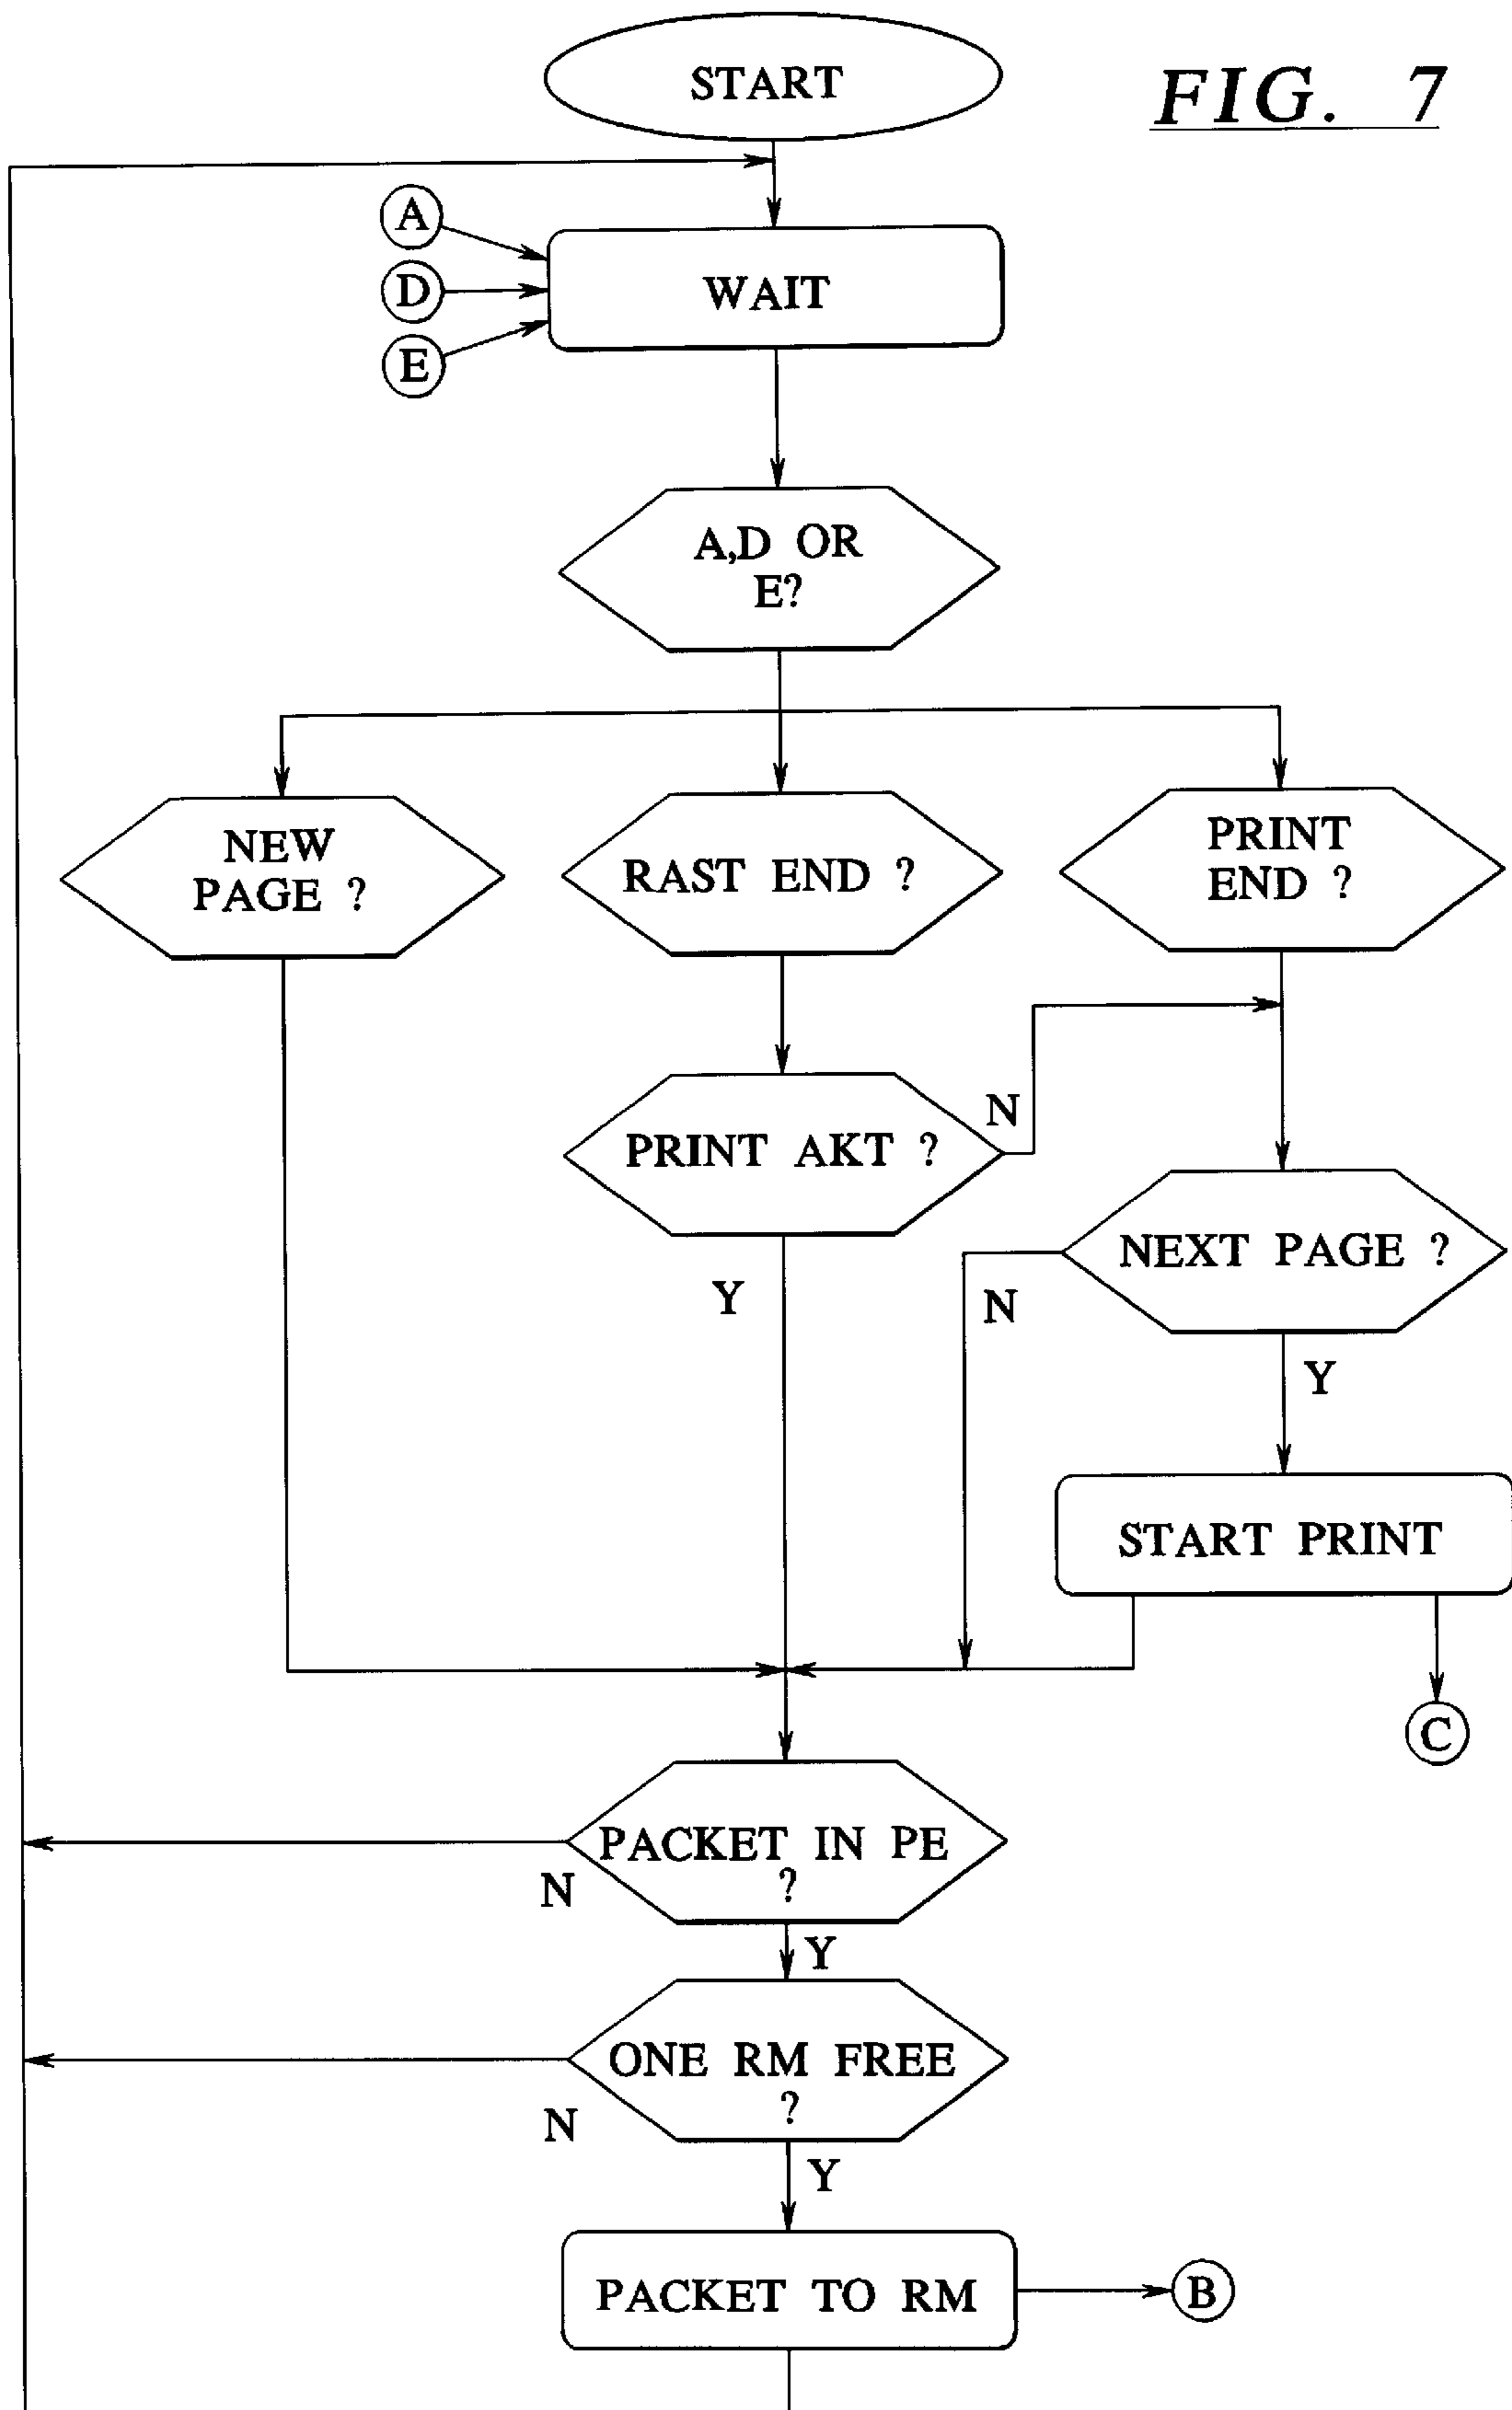 START
FIG. 7
A
D
E
WAIT
A,D OR
E?
NEW
PAGE ?
RAST END ?
PRINT
END ?
PRINT AKT ?
N
Y
NEXT PAGE ?
N
Y
START PRINT
C
PACKET IN PE
?
N
Y
ONE RM FREE
?
N
Y
PACKET TO RM
B